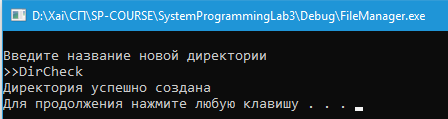 D:\Xai\СП\SP-COURSE\SystemProgrammingLab3\Debug\FileManager.exe
Введите название новой директории
>>DirCheck
Директория успешно создана
Для продолжения нажмите любую клавишу . . .